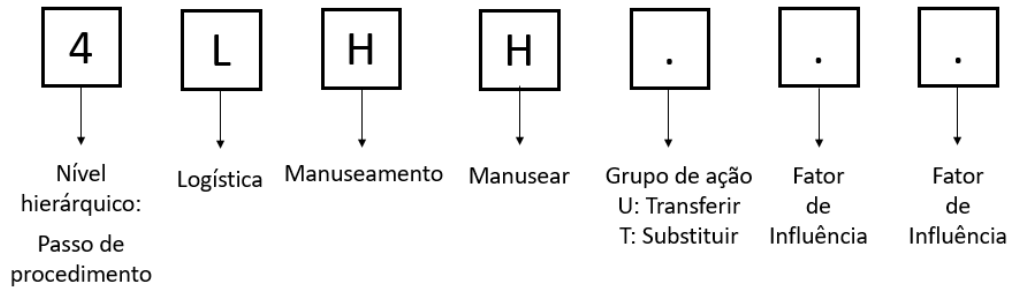 4 L H H . . .
Nível
hierárquico:
Passo de
procedimento
Logística
Manuseamento
Manusear
Grupo de ação
U: Transferir
T: Substituir
Fator
de
Influência
Fator
de
Influência